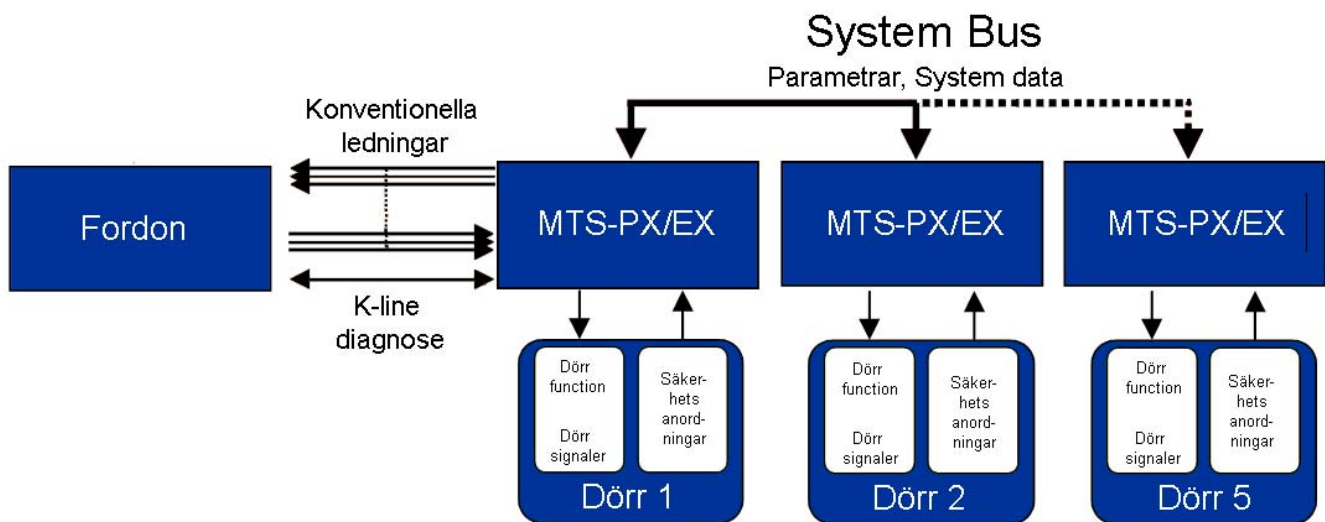 System Bus
Parametrar, System data
Konventionella
ledningar
Fordon
MTS-PX/EX
MTS-PX/EX
MTS-PX/EX
K-line
diagnose
Dörr
function
Dörr
signaler
Säker-
hets
anord-
ningar
Dörr 1
Dörr
function
Dörr
signaler
Säker-
hets
anord-
ningar
Dörr 2
Dörr
function
Dörr
signaler
Säker-
hets
anord-
ningar
Dörr 5